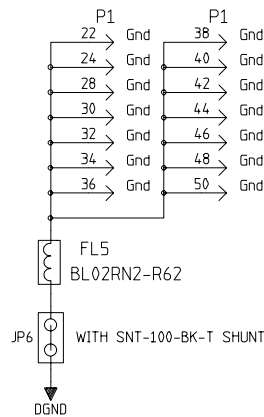 P1 P1
22 Gnd 38 Gnd
24 Gnd 40 Gnd
28 Gnd 42 Gnd
30 Gnd 44 Gnd
32 Gnd 46 Gnd
34 Gnd 48 Gnd
36 Gnd 50 Gnd
FL5
BL02RN2-R62
JP6 WITH SNT-100-BK-T SHUNT
DGND